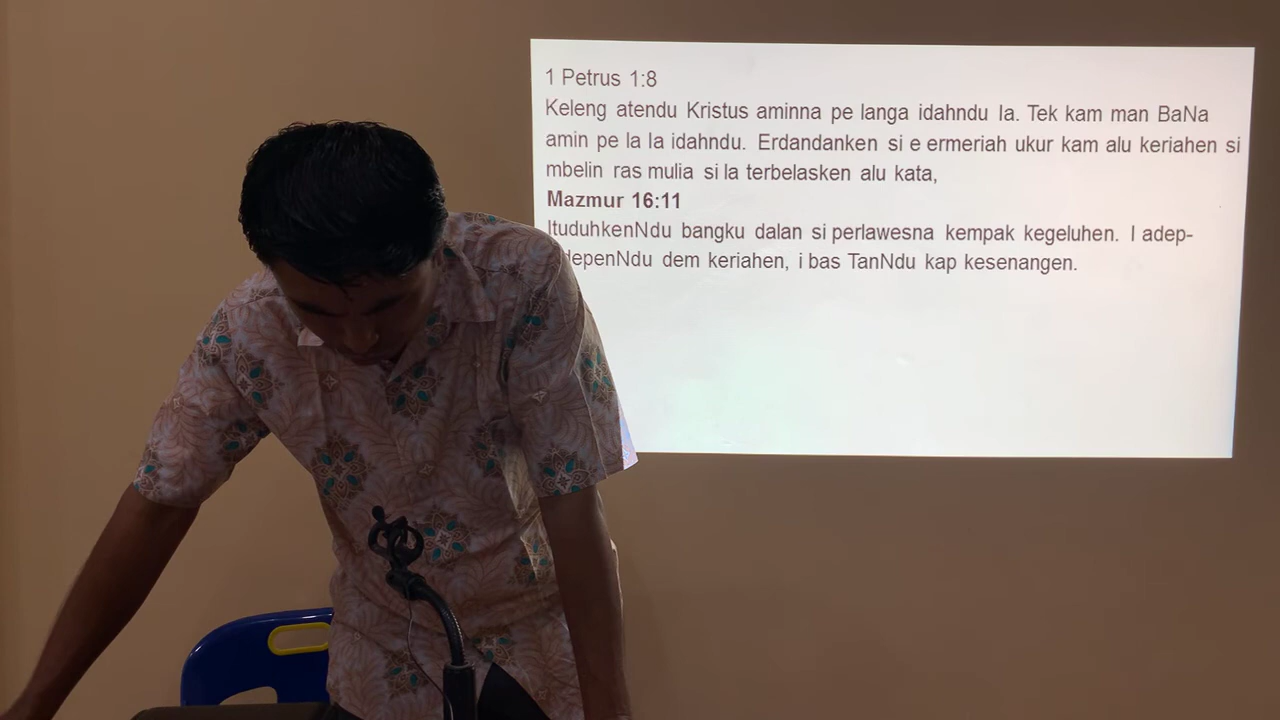 1 Petrus 1:8
Keleng atendu Kristus aminna pe langa idahndu Ia. Tek kam man BaNa
amin pe la Ia idahndu. Erdandanken si e ermeriah ukur kam alu keriahen si
mbelin ras mulia si la terbelasken alu kata,
Mazmur 16:11
ItuduhkenNdu bangku dalan si perlawesna kempak kegeluhen. I adep-
depenNdu dem keriahen, i bas TanNdu kap kesenangen.